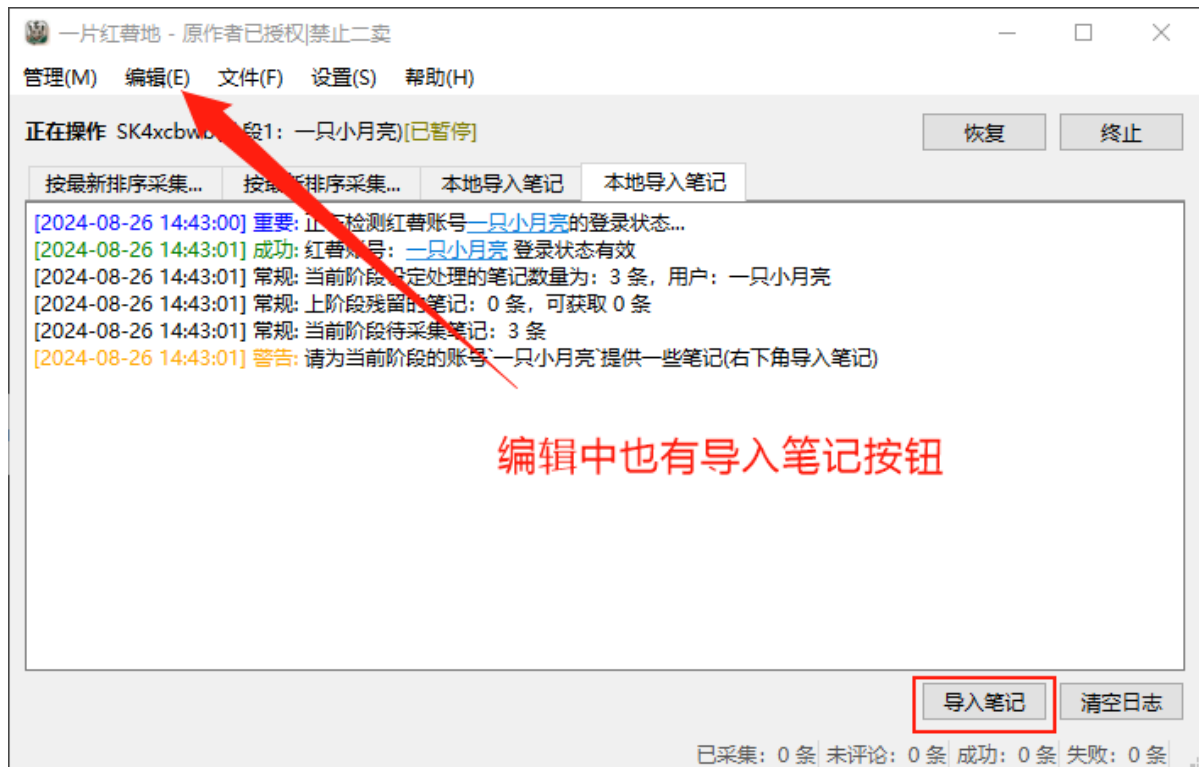 一片红薯地 - 原作者已授权|禁止二卖
管理(M) 编辑(E) 文件(F) 设置(S) 帮助(H)
正在操作 SK4xcbwb 段1：一只小月亮)[已暂停]
恢复 终止
按最新排序采集... 按最新排序采集... 本地导入笔记 本地导入笔记
[2024-08-26 14:43:00] 重要: 正在检测红薯账号一只小月亮的登录状态...
[2024-08-26 14:43:01] 成功: 红薯账号：一只小月亮 登录状态有效
[2024-08-26 14:43:01] 常规: 当前阶段设定处理的笔记数量为：3 条，用户：一只小月亮
[2024-08-26 14:43:01] 常规: 上阶段残留的笔记：0 条，可获取 0 条
[2024-08-26 14:43:01] 常规: 当前阶段待采集笔记：3 条
[2024-08-26 14:43:01] 警告: 请为当前阶段的账号`一只小月亮`提供一些笔记(右下角导入笔记)
编辑中也有导入笔记按钮
导入笔记 清空日志
已采集：0 条 未评论：0 条 成功：0 条 失败：0 条